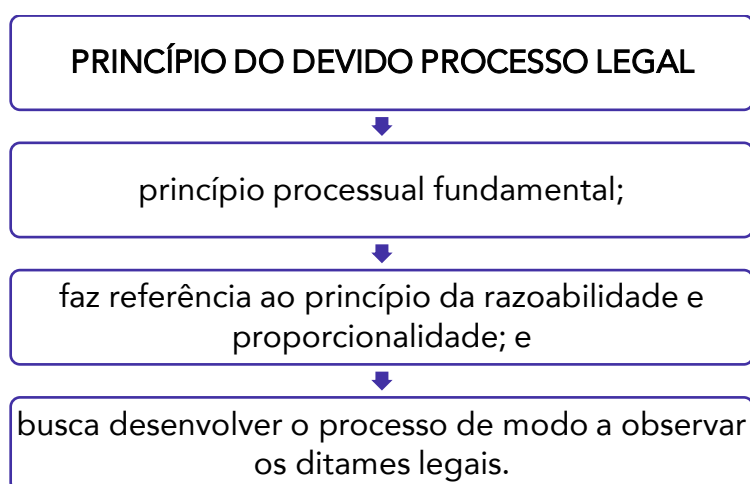 PRINCÍPIO DO DEVIDO PROCESSO LEGAL
princípio processual fundamental;
faz referência ao princípio da razoabilidade e
proporcionalidade; e
busca desenvolver o processo de modo a observar
os ditames legais.